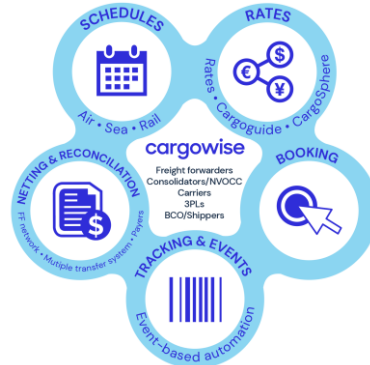 SCHEDULES
Air • Sea • Rail
RATES
Rates • Cargoguide • CargoSphere
cargowise
Freight forwarders
Consolidators/NVOCC
Carriers
3PLs
BCO/Shippers
BOOKING
NETTING & RECONCILIATION
FF network • Mutiple transfer system • Payers
TRACKING & EVENTS
Event-based automation
$
€
¥
$